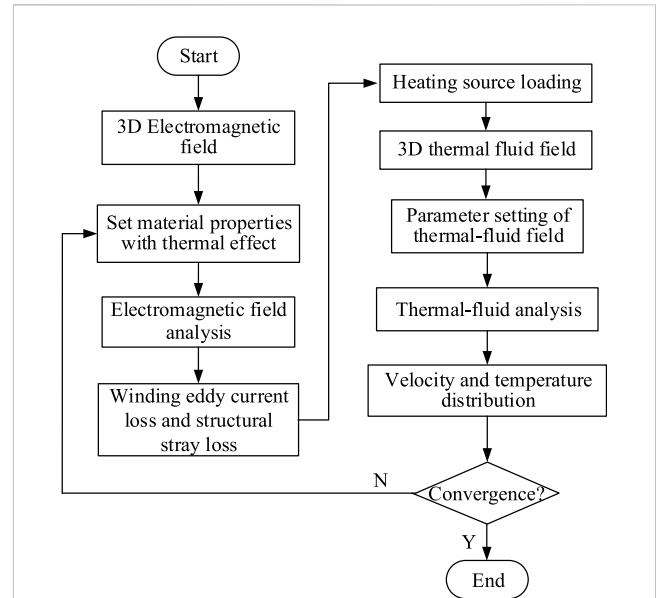 Start
3D Electromagnetic
field
Set material properties
with thermal effect
Electromagnetic field
analysis
Winding eddy current
loss and structural
stray loss
Heating source loading
3D thermal fluid field
Parameter setting of
thermal-fluid field
Thermal-fluid analysis
Velocity and temperature
distribution
Convergence?
N
Y
End